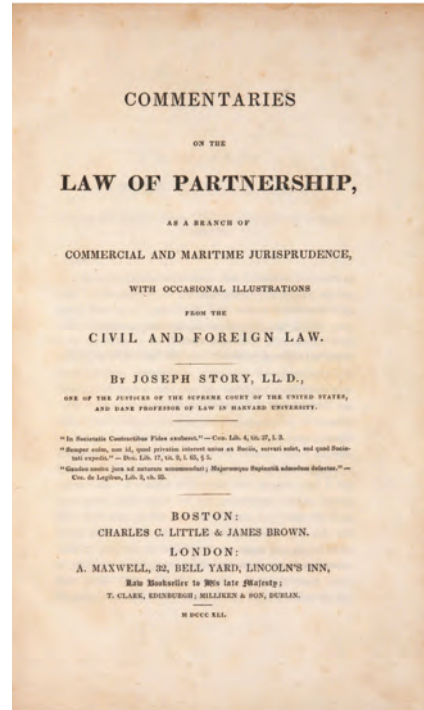 COMMENTARIES
ON THE
LAW OF PARTNERSHIP,
AS A BRANCH OF
COMMERCIAL AND MARITIME JURISPRUDENCE,
WITH OCCASIONAL ILLUSTRATIONS
FROM THE
CIVIL AND FOREIGN LAW.
BY JOSEPH STORY, LL. D.,
ONE OF THE JUSTICES OF THE SUPREME COURT OF THE UNITED STATES,
AND DANE PROFESSOR OF LAW IN HARVARD UNIVERSITY.
"In Societatis Contractibus Fides exuberet." — Cod. Lib. 4, tit. 37, l. 3.
"Semper enim, non id, quod privatim interest unius ex Sociis, servari solet, sed quod Socie-
tati expedit." — Dig. Lib. 17, tit. 2, l. 65, § 5.
"Gaudeo nostra jura ad naturam accommodari; Majorumque Sapientiâ admodum delector." —
Cic. de Legibus, Lib. 2, ch. 25.
BOSTON:
CHARLES C. LITTLE & JAMES BROWN.
LONDON:
A. MAXWELL, 32, BELL YARD, LINCOLN'S INN,
Law Bookseller to His late Majesty;
T. CLARK, EDINBURGH; MILLIKEN & SON, DUBLIN.
M DCCC XLI.